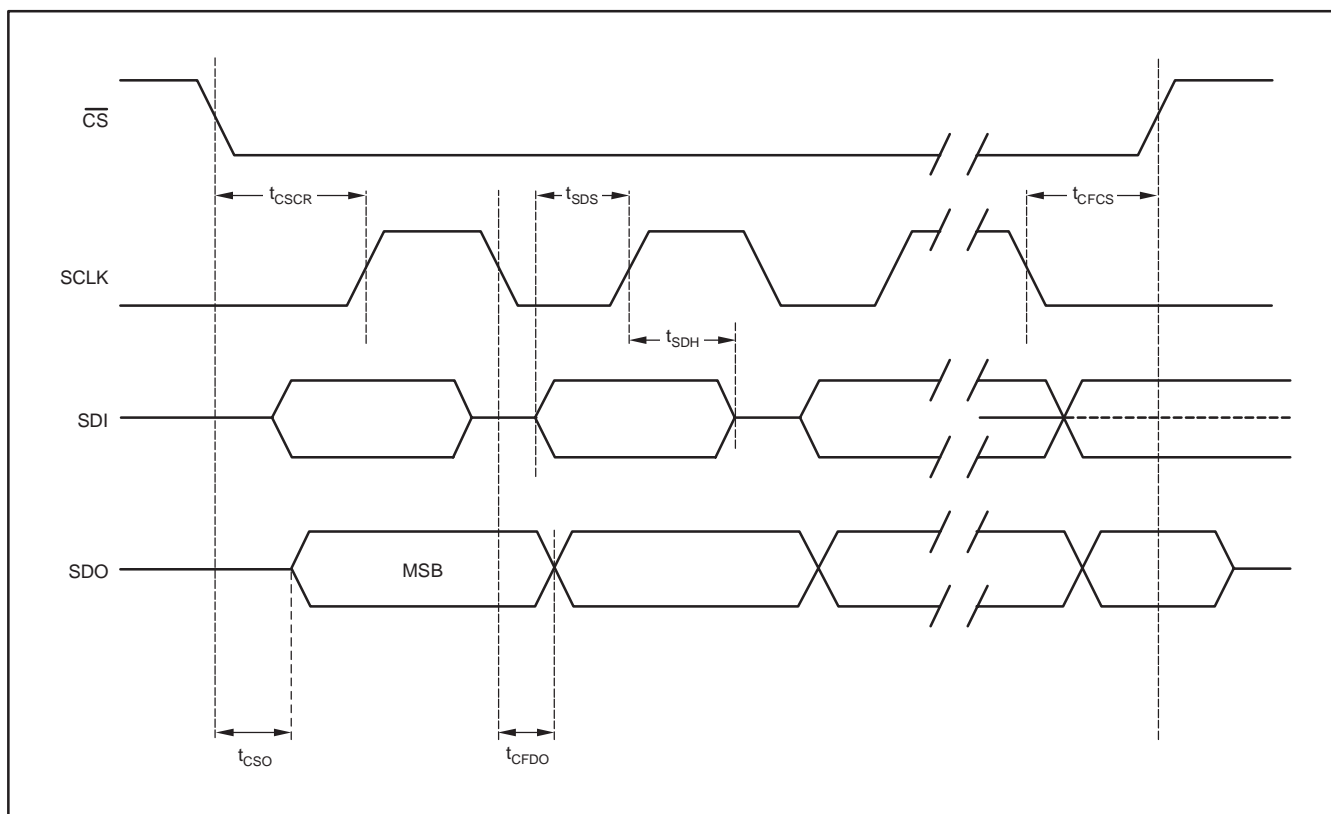 CS
tCSCR
tSDS
tCFCS
SCLK
tSDH
SDI
SDO
MSB
tCSO
tCFDO